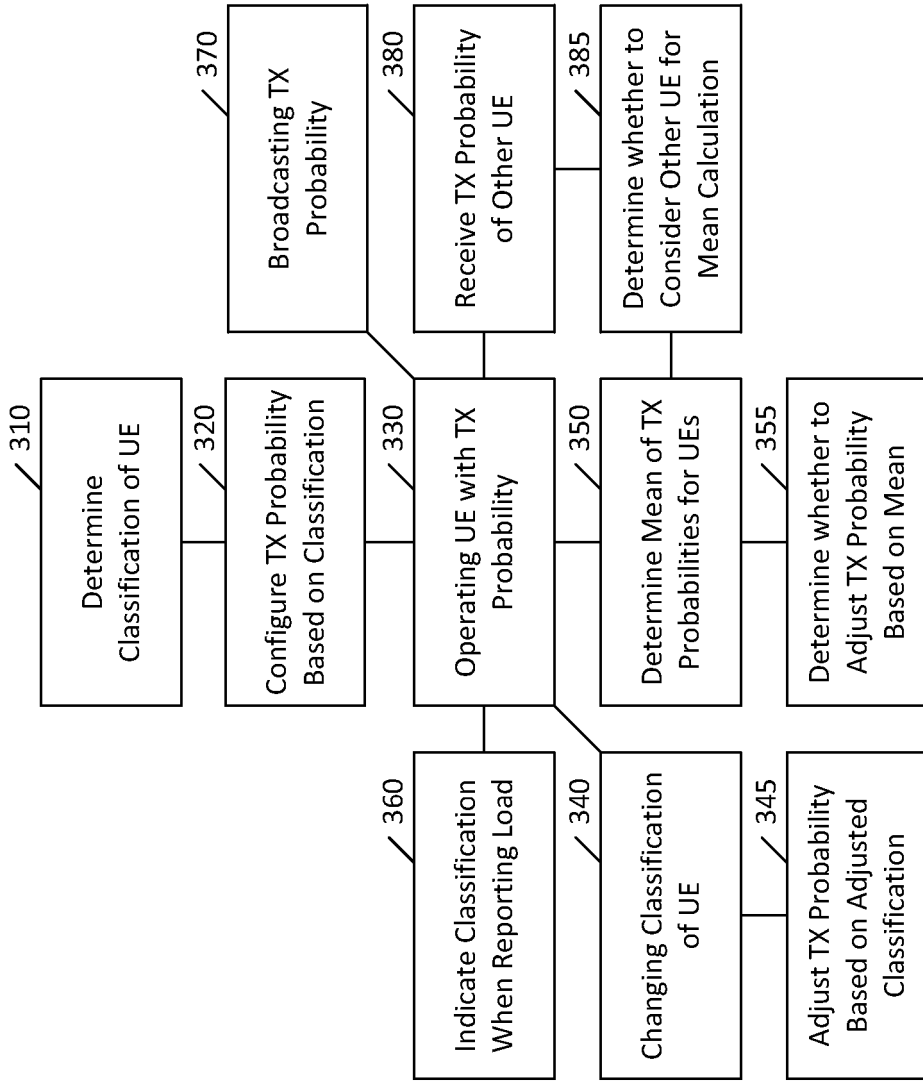 310
Determine
Classification of UE
320
Configure TX Probability
Based on Classification
370
Broadcasting TX
Probability
360
Indicate Classification
When Reporting Load
330
Operating UE with TX
Probability
380
Receive TX Probability
of Other UE
340
Changing Classification
of UE
350
Determine Mean of TX
Probabilities for UEs
385
Determine whether to
Consider Other UE for
Mean Calculation
345
Adjust TX Probability
Based on Adjusted
Classification
355
Determine whether to
Adjust TX Probability
Based on Mean